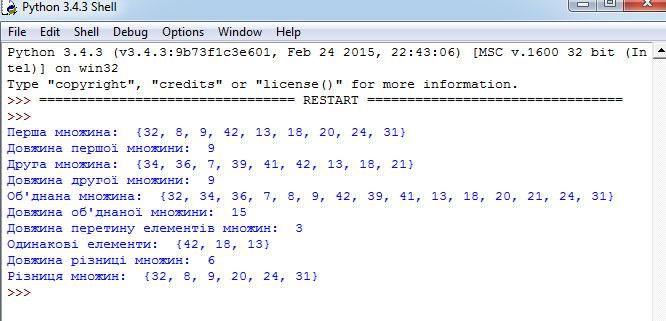 Python 3.4.3 Shell
File Edit Shell Debug Options Window Help
Python 3.4.3 (v3.4.3:9b73f1c3e601, Feb 24 2015, 22:43:06) [MSC v.1600 32 bit (In
tel)] on win32
Type "copyright", "credits" or "license()" for more information.
>>> ================================ RESTART ================================
>>>
Перша множина:  {32, 8, 9, 42, 13, 18, 20, 24, 31}
Довжина першої множини:  9
Друга множина:  {34, 36, 7, 39, 41, 42, 13, 18, 21}
Довжина другої множини:  9
Об'днана множина:  {32, 34, 36, 7, 8, 9, 42, 39, 41, 13, 18, 20, 21, 24, 31}
Довжина об'днаної множини:  15
Довжина перетину елементів множин:  3
Одинакові елементи:  {42, 18, 13}
Довжина різниці множин:  6
Різниця множин:  {32, 8, 9, 20, 24, 31}
>>>